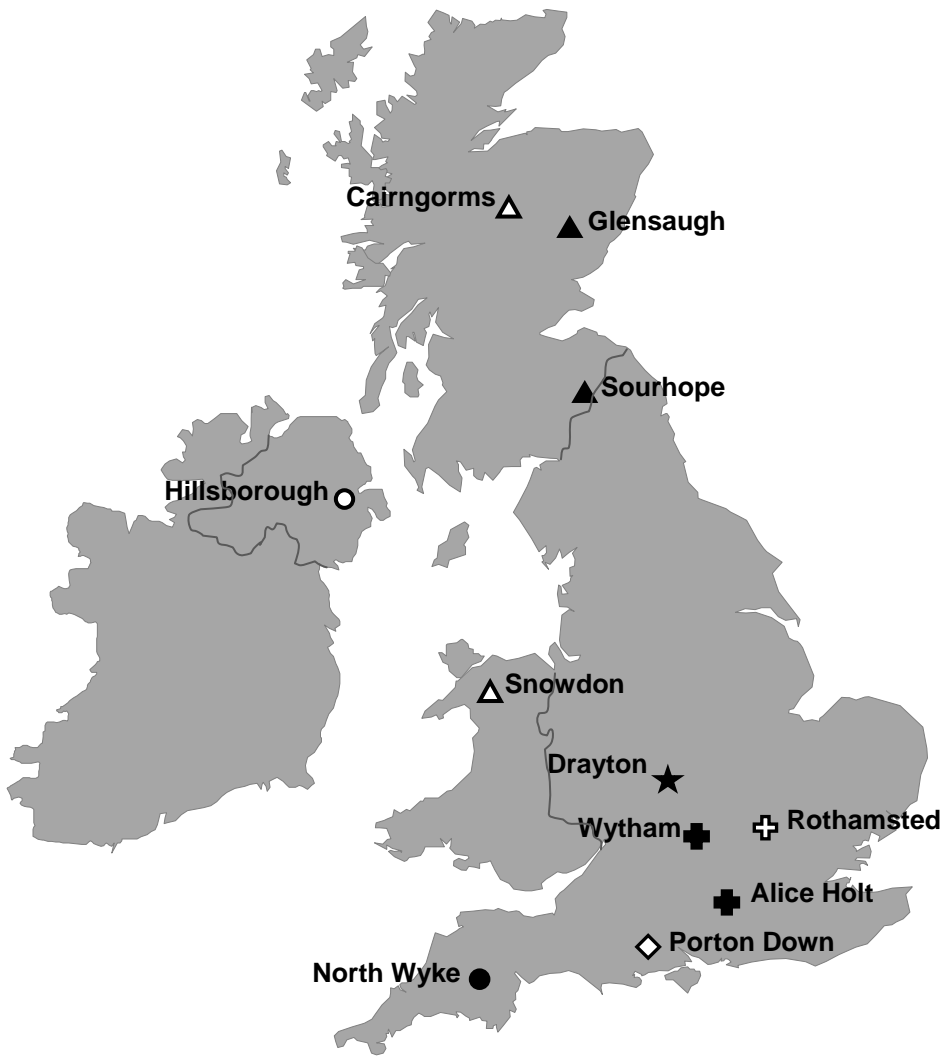 Cairngorms
Glensaugh
Sourhope
Hillsborough
Snowdon
Drayton
Rothamsted
Wytham
Alice Holt
Porton Down
North Wyke